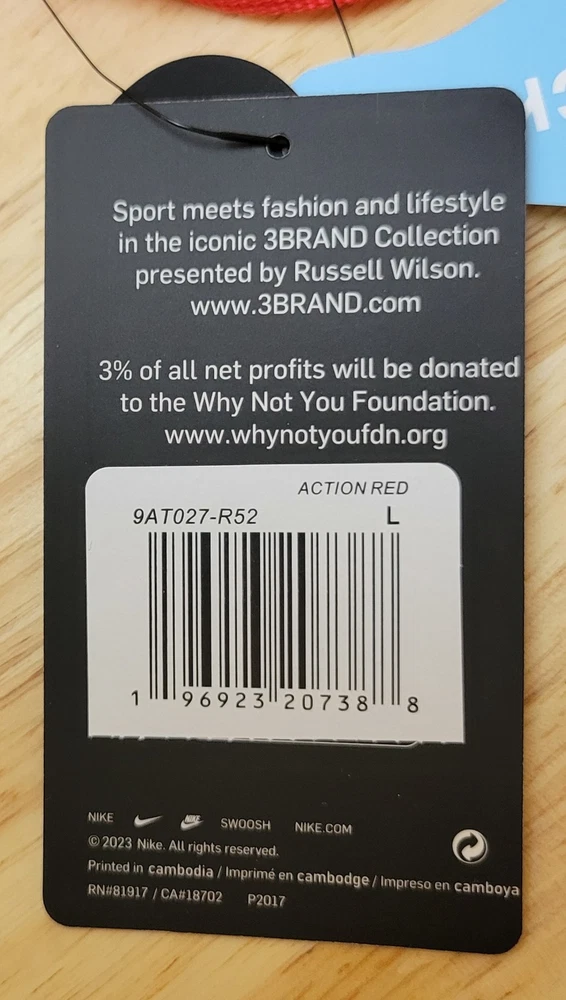 Sport meets fashion and lifestyle
in the iconic 3BRAND Collection
presented by Russell Wilson.
www.3BRAND.com
3% of all net profits will be donated
to the Why Not You Foundation.
www.whynotyoufdn.org
ACTION RED
9AT027-R52 L
1 96923 20738 8
NIKE NIKE SWOOSH NIKE.COM
© 2023 Nike. All rights reserved.
Printed in cambodia / Imprimé en cambodge / Impreso en camboya
RN#81917 / CA#18702 P2017